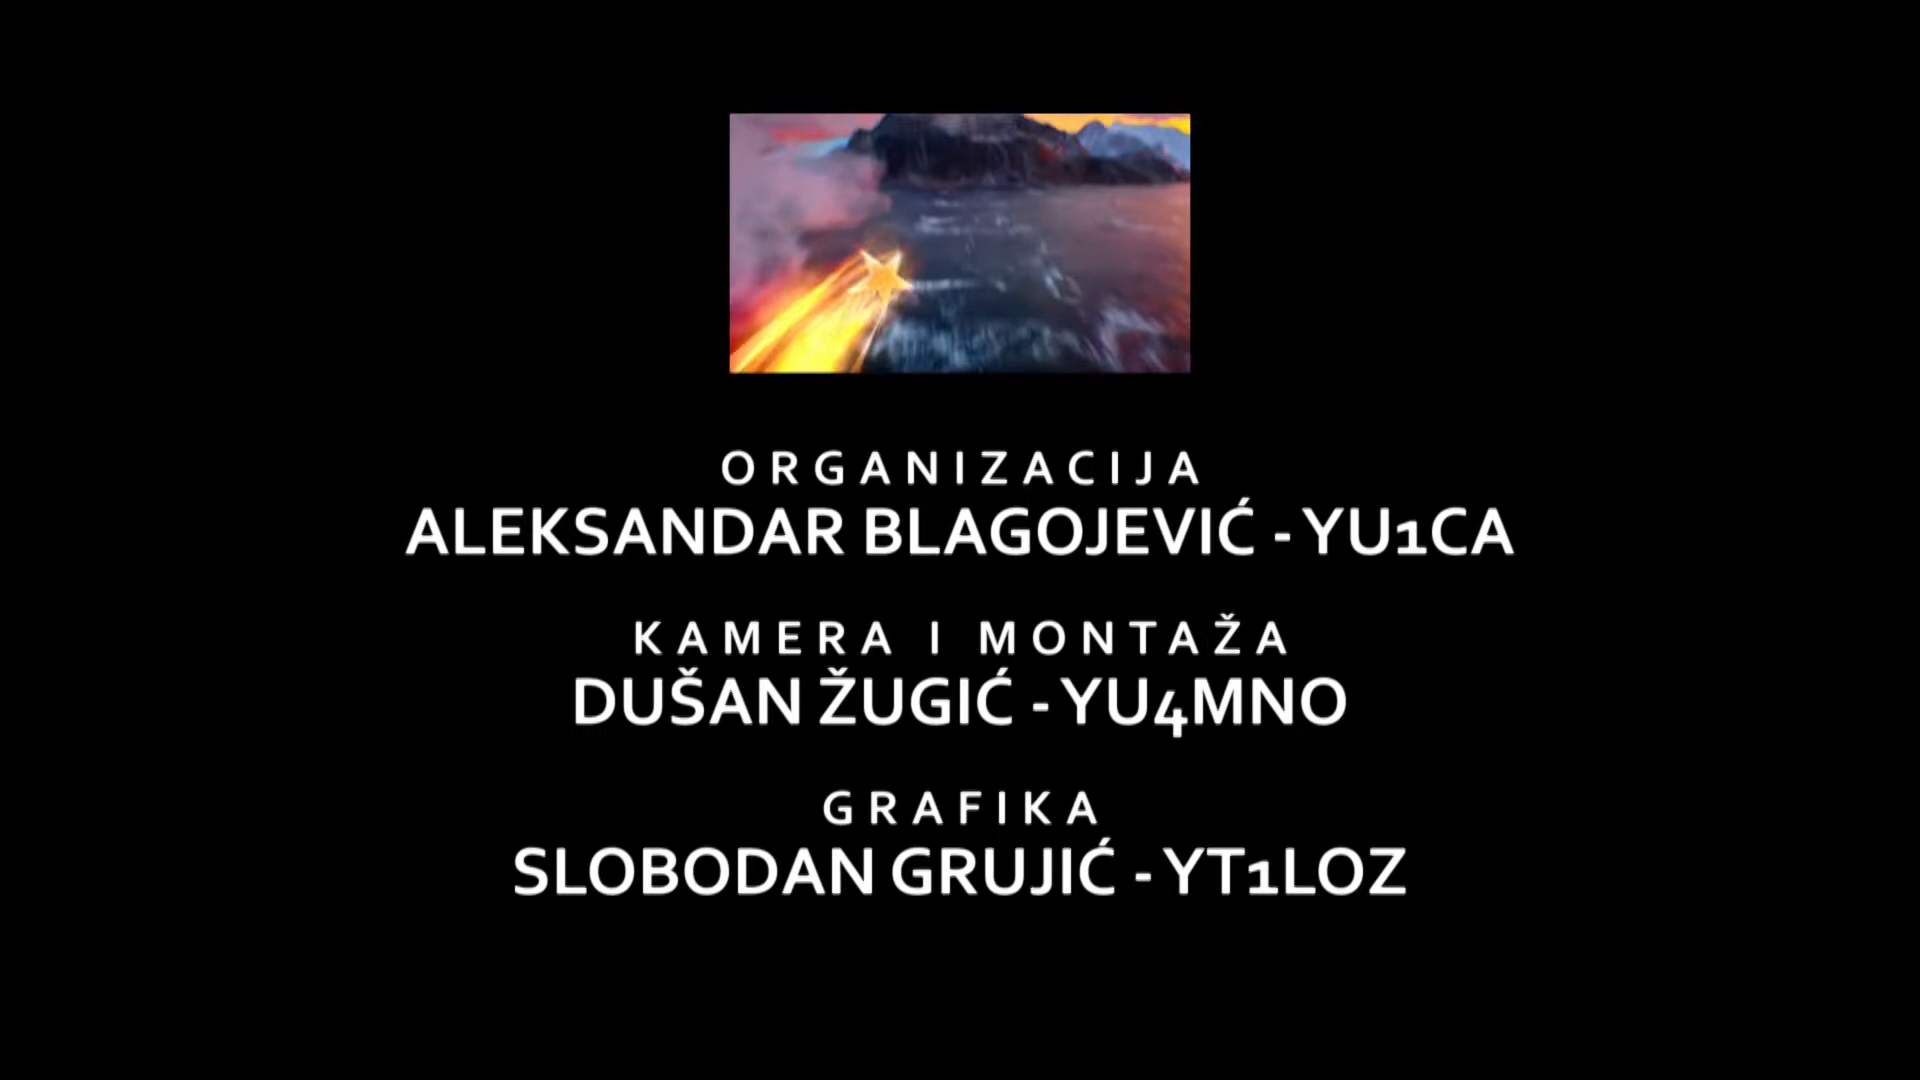 ORGANIZACIJA
ALEKSANDAR BLAGOJEVIĆ - YU1CA
KAMERA I MONTAŽA
DUŠAN ŽUGIĆ - YU4MNO
GRAFIKA
SLOBODAN GRUJIĆ - YT1LOZ